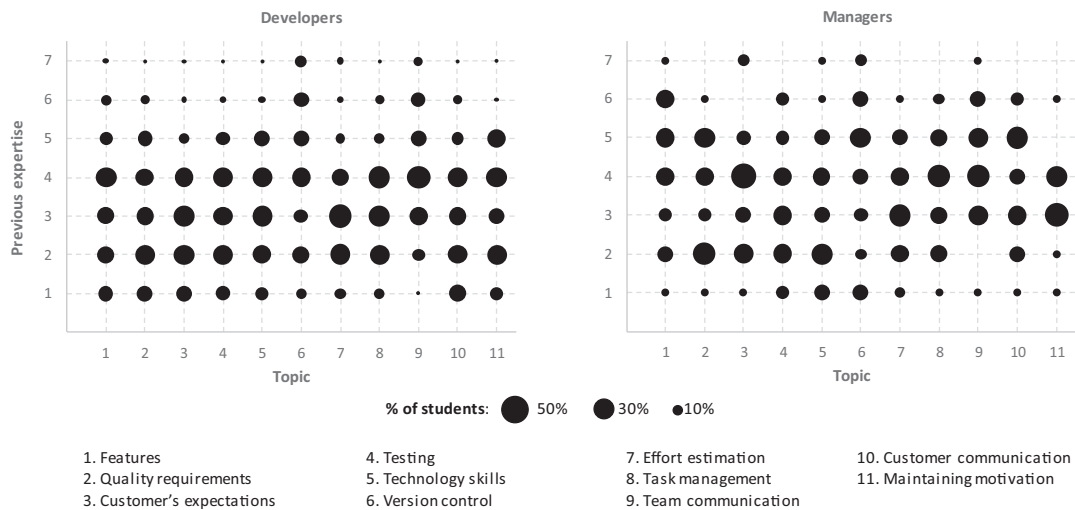 Developers
Managers
Previous expertise
7
6
5
4
3
2
1
1 2 3 4 5 6 7 8 9 10 11
Topic
7
6
5
4
3
2
1
1 2 3 4 5 6 7 8 9 10 11
Topic
% of students: 50% 30% 10%
1. Features
2. Quality requirements
3. Customer's expectations
4. Testing
5. Technology skills
6. Version control
7. Effort estimation
8. Task management
9. Team communication
10. Customer communication
11. Maintaining motivation